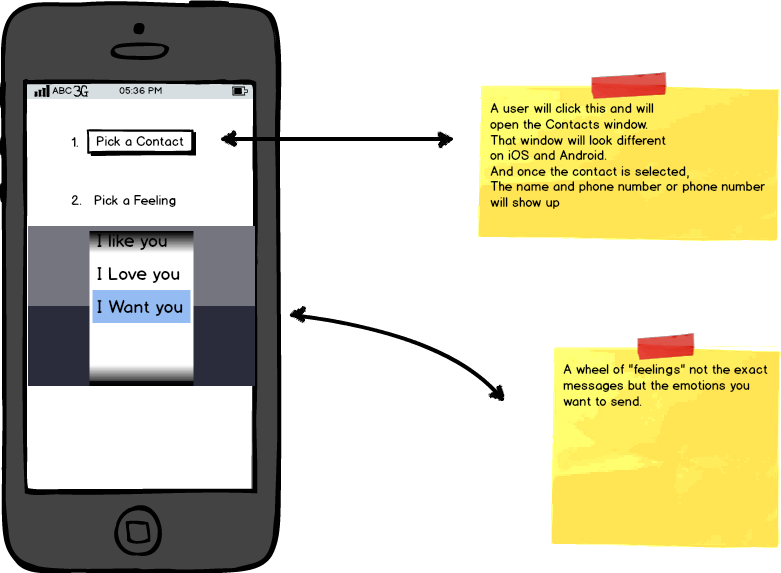 ABC 3G 05:36 PM
1. Pick a Contact
2. Pick a Feeling
I like you
I Love you
I Want you
A user will click this and will
open the Contacts window.
That window will look different
on iOS and Android.
And once the contact is selected,
The name and phone number or phone number
will show up
A wheel of "feelings" not the exact
messages but the emotions you
want to send.